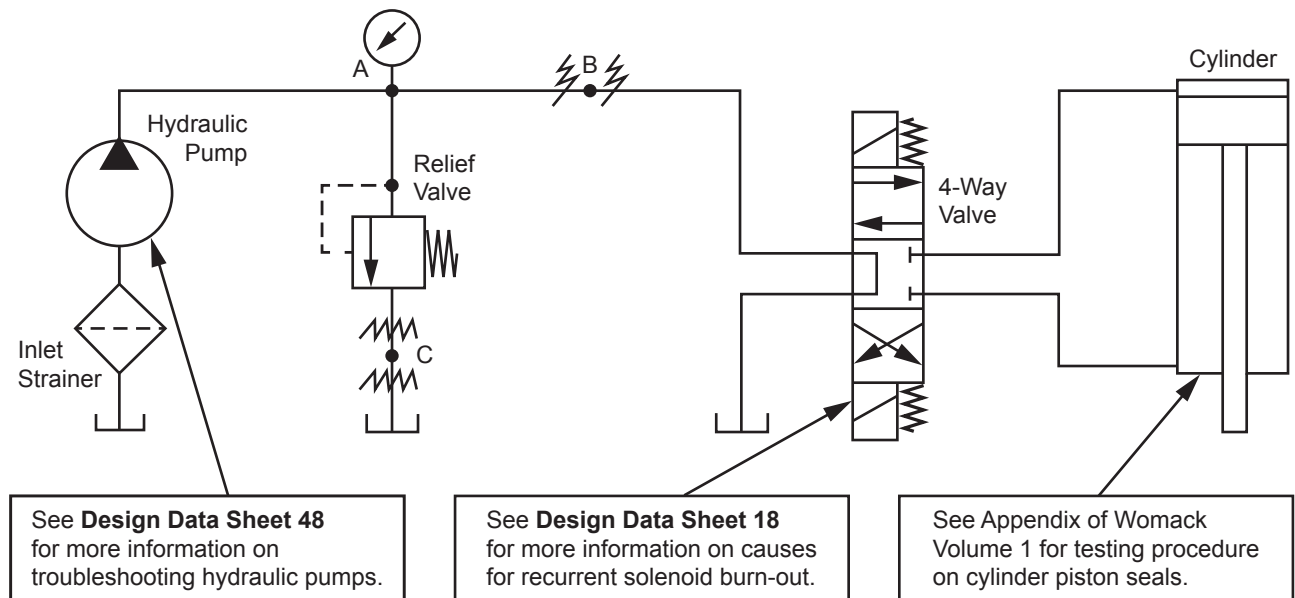 Cylinder
A
B
Hydraulic
Pump
Relief
Valve
4-Way
Valve
Inlet
Strainer
C
See Design Data Sheet 48
for more information on
troubleshooting hydraulic pumps.
See Design Data Sheet 18
for more information on causes
for recurrent solenoid burn-out.
See Appendix of Womack
Volume 1 for testing procedure
on cylinder piston seals.